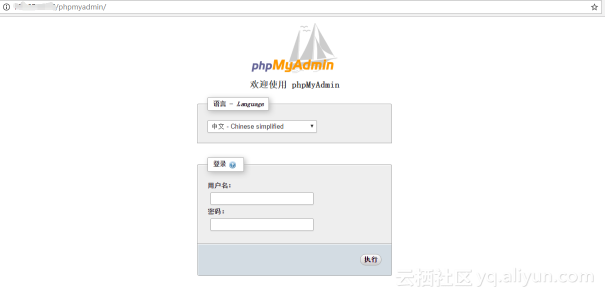 /phpmyadmin/
phpMyAdmin
欢迎使用 phpMyAdmin
语言 - Language
中文 - Chinese simplified
登录
用户名:
密码:
执行
云栖社区 yq.aliyun.com